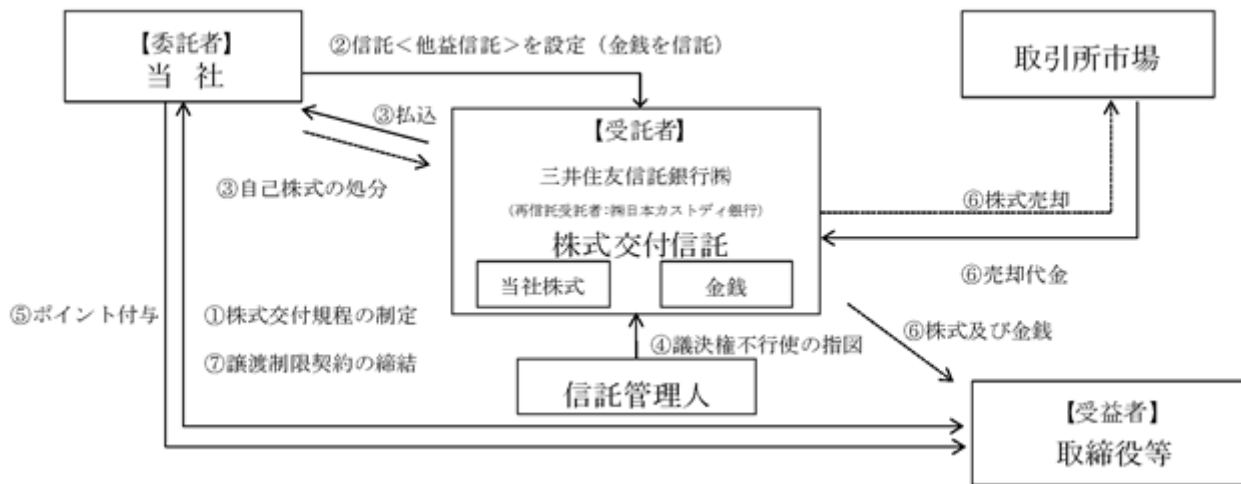 【委託者】
当 社
②信託<他益信託>を設定(金銭を信託)
取引所市場
③払込
③自己株式の処分
【受託者】
三井住友信託銀行㈱
(再信託受託者:㈱日本カストディ銀行)
株式交付信託
当社株式
金銭
⑥株式売却
⑥売却代金
⑤ポイント付与
①株式交付規程の制定
⑦譲渡制限契約の締結
④議決権不行使の指図
⑥株式及び金銭
信託管理人
【受益者】
取締役等